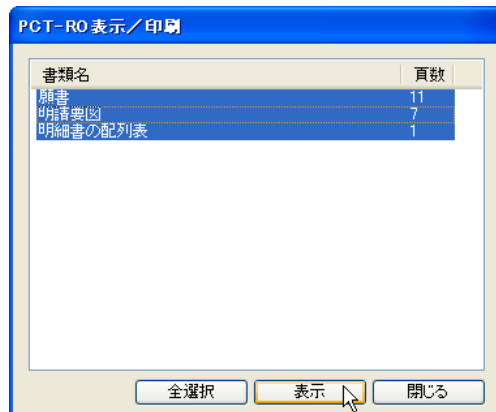 PCT-RO表示／印刷
書類名 頁数
願書 11
明請要図 7
明細書の配列表 1
全選択 表示 閉じる